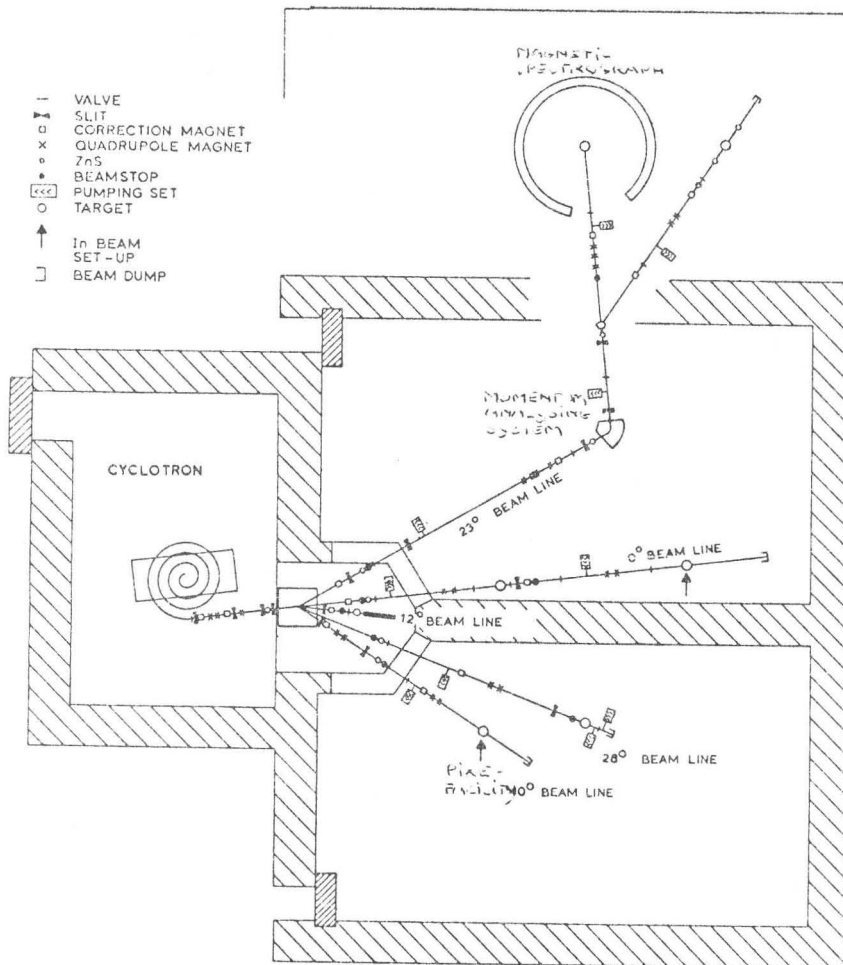 MAGNETIC
SPECTROGRAPH
VALVE
SLIT
CORRECTION MAGNET
QUADRUPOLE MAGNET
ZnS
BEAMSTOP
PUMPING SET
TARGET
In BEAM
SET-UP
BEAM DUMP
MOMENTUM
ANALYSING
SYSTEM
CYCLOTRON
23° BEAM LINE
0° BEAM LINE
12°
BEAM LINE
28° BEAM LINE
PIXE-
FACILITY
40° BEAM LINE